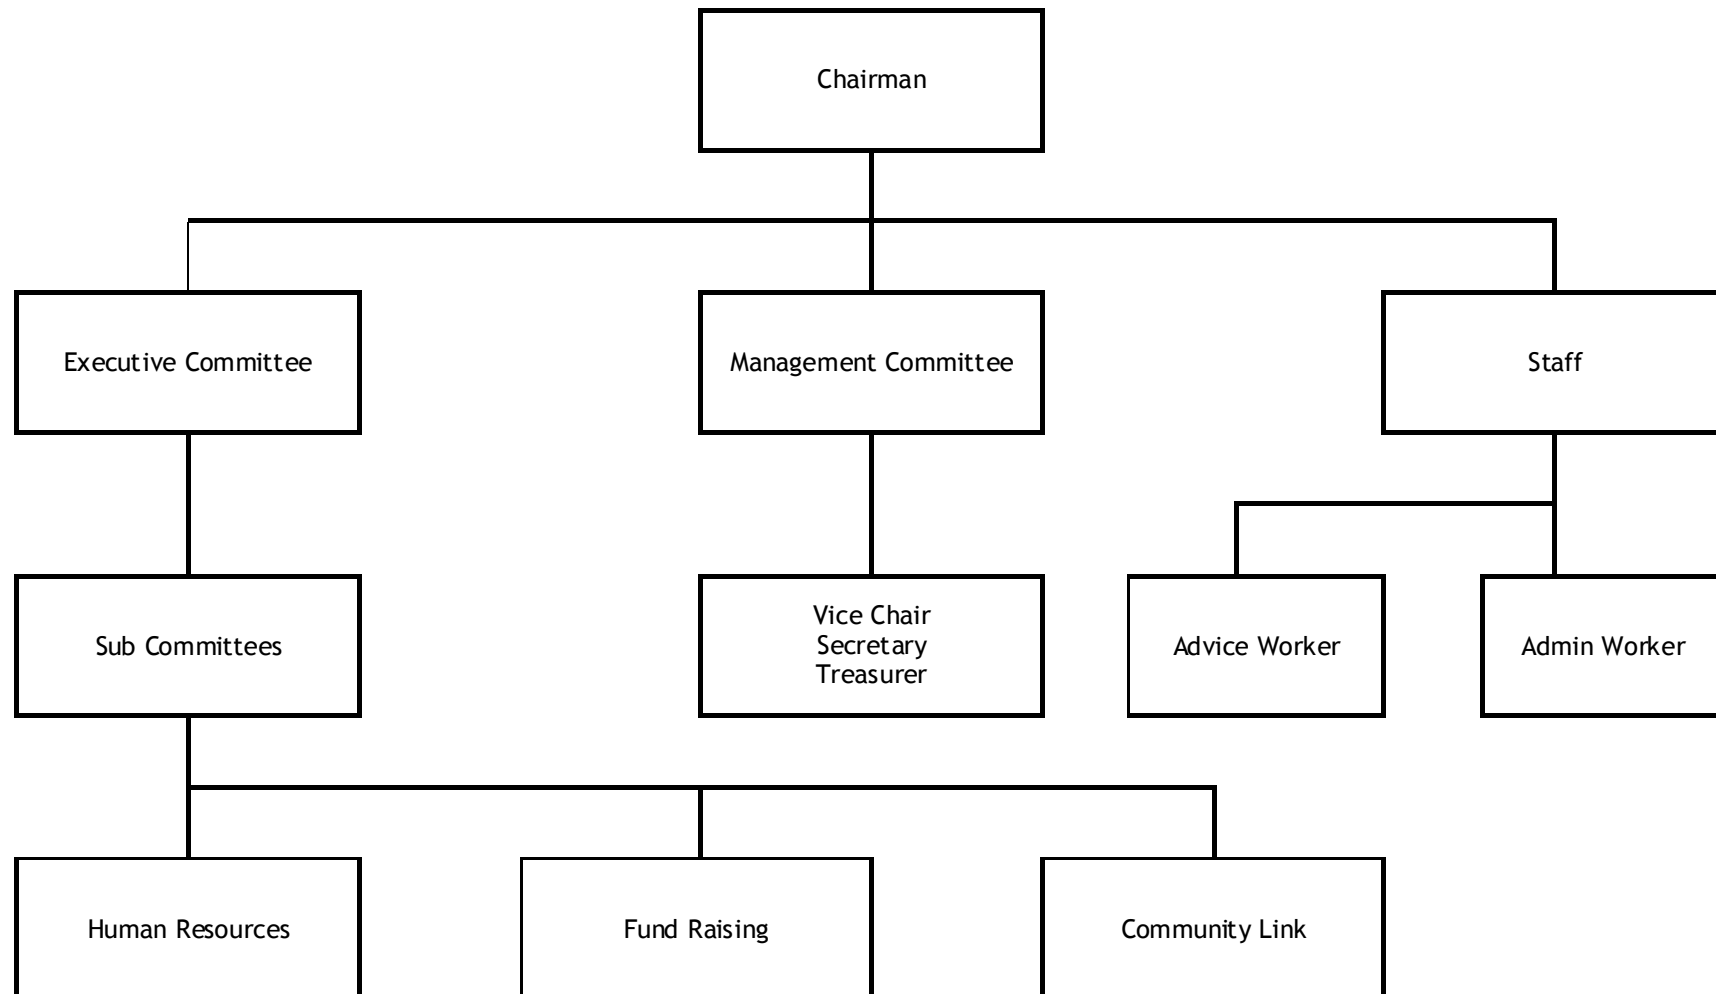 Chairman
Executive Committee
Management Committee
Staff
Sub Committees
Vice Chair
Secretary
Treasurer
Advice Worker
Admin Worker
Human Resources
Fund Raising
Community Link